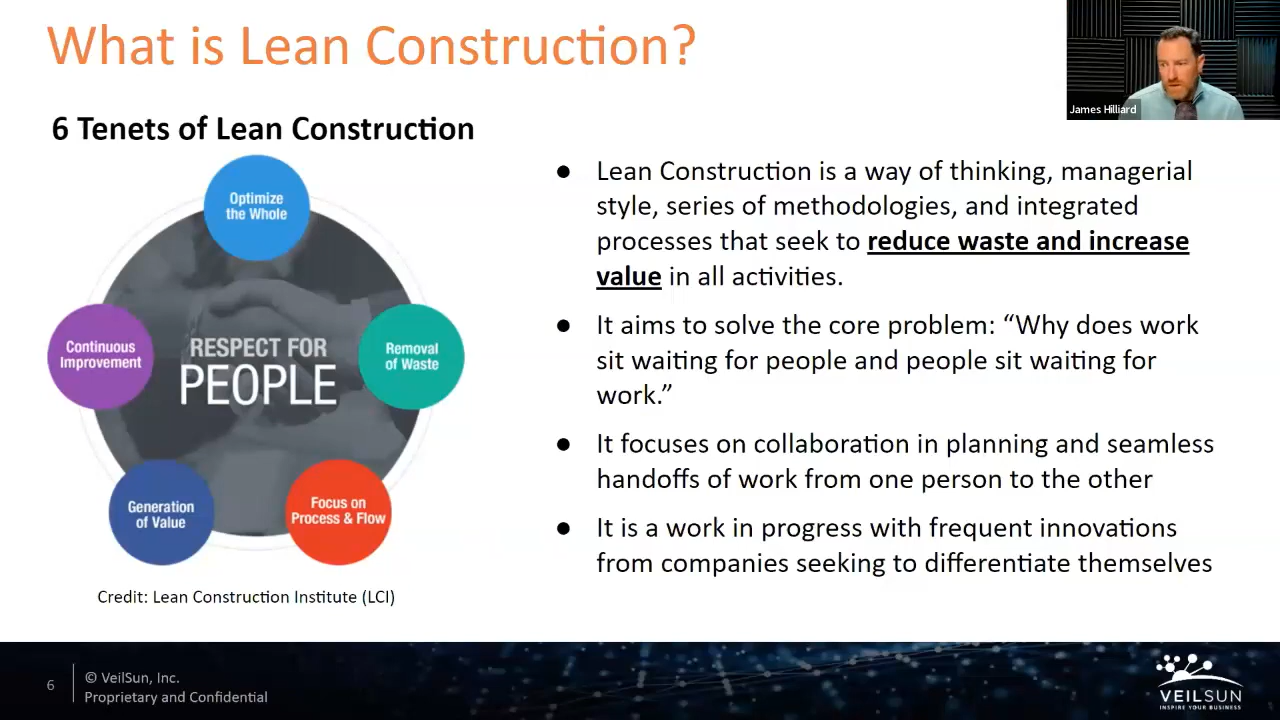 What is Lean Construction?
James Hilliard
6 Tenets of Lean Construction
Optimize
the Whole
Continuous
Improvement
RESPECT FOR
PEOPLE
Removal
of Waste
Generation
of Value
Focus on
Process & Flow
Credit: Lean Construction Institute (LCI)
● Lean Construction is a way of thinking, managerial
style, series of methodologies, and integrated
processes that seek to reduce waste and increase
value in all activities.
● It aims to solve the core problem: “Why does work
sit waiting for people and people sit waiting for
work.”
● It focuses on collaboration in planning and seamless
handoffs of work from one person to the other
● It is a work in progress with frequent innovations
from companies seeking to differentiate themselves
6
© VeilSun, Inc.
Proprietary and Confidential
VEILSUN
INSPIRE YOUR BUSINESS